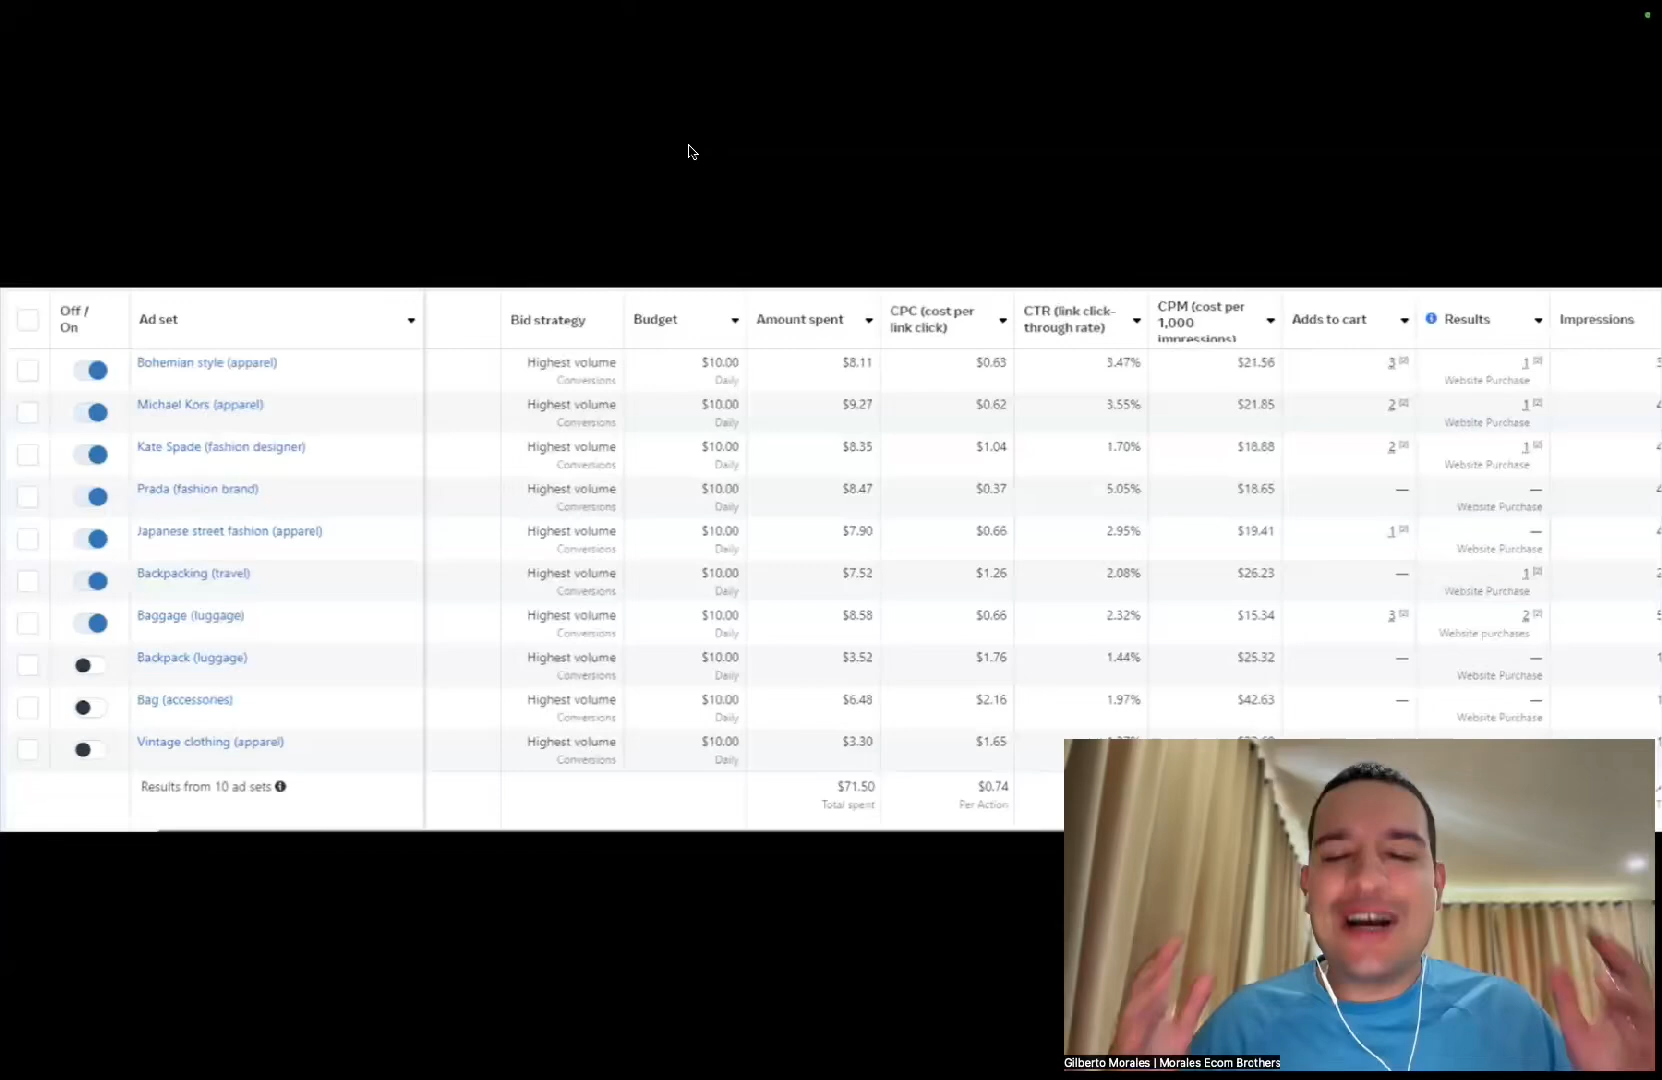 Off /
On
Ad set
Bid strategy
Budget
Amount spent
CPC (cost per
link click)
CTR (link click-
through rate)
CPM (cost per
1,000
impressions)
Adds to cart
Results
Impressions
Bohemian style (apparel) Highest volume $10.00 $8.11 $0.63 3.47% $21.56 3 [2] 1 [2]
Conversions Daily Website Purchase
Michael Kors (apparel) Highest volume $10.00 $9.27 $0.62 3.55% $21.85 2 [2] 1 [2]
Conversions Daily Website Purchase
Kate Spade (fashion designer) Highest volume $10.00 $8.35 $1.04 1.70% $18.88 2 [2] 1 [2]
Conversions Daily Website Purchase
Prada (fashion brand) Highest volume $10.00 $8.47 $0.37 5.05% $18.65 — —
Conversions Daily Website Purchase
Japanese street fashion (apparel) Highest volume $10.00 $7.90 $0.66 2.95% $19.41 1 [2] —
Conversions Daily Website Purchase
Backpacking (travel) Highest volume $10.00 $7.52 $1.26 2.08% $26.23 — 1 [2]
Conversions Daily Website Purchase
Baggage (luggage) Highest volume $10.00 $8.58 $0.66 2.32% $15.34 3 [2] 2 [2]
Conversions Daily Website purchases
Backpack (luggage) Highest volume $10.00 $3.52 $1.76 1.44% $25.32 — —
Conversions Daily Website Purchase
Bag (accessories) Highest volume $10.00 $6.48 $2.16 1.97% $42.63 — —
Conversions Daily Website Purchase
Vintage clothing (apparel) Highest volume $10.00 $3.30 $1.65
Conversions Daily
Results from 10 ad sets $71.50 $0.74
Total spent Per Action
Gilberto Morales | Morales Ecom Brothers